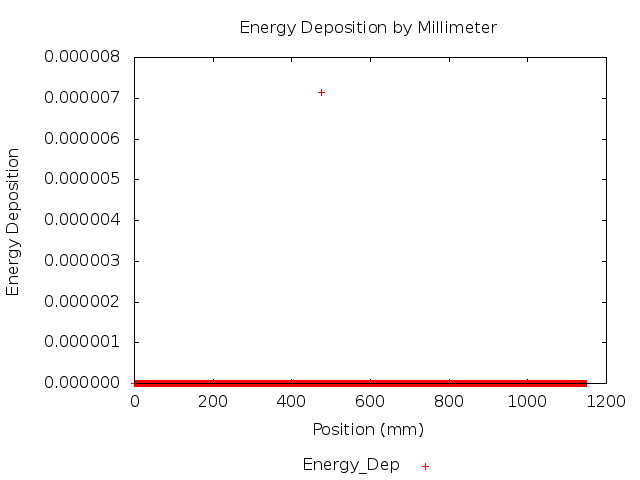 Energy Deposition by Millimeter
0.000008
0.000007
0.000006
0.000005
0.000004
0.000003
0.000002
0.000001
0.000000
Energy Deposition
0 200 400 600 800 1000 1200
Position (mm)
Energy_Dep